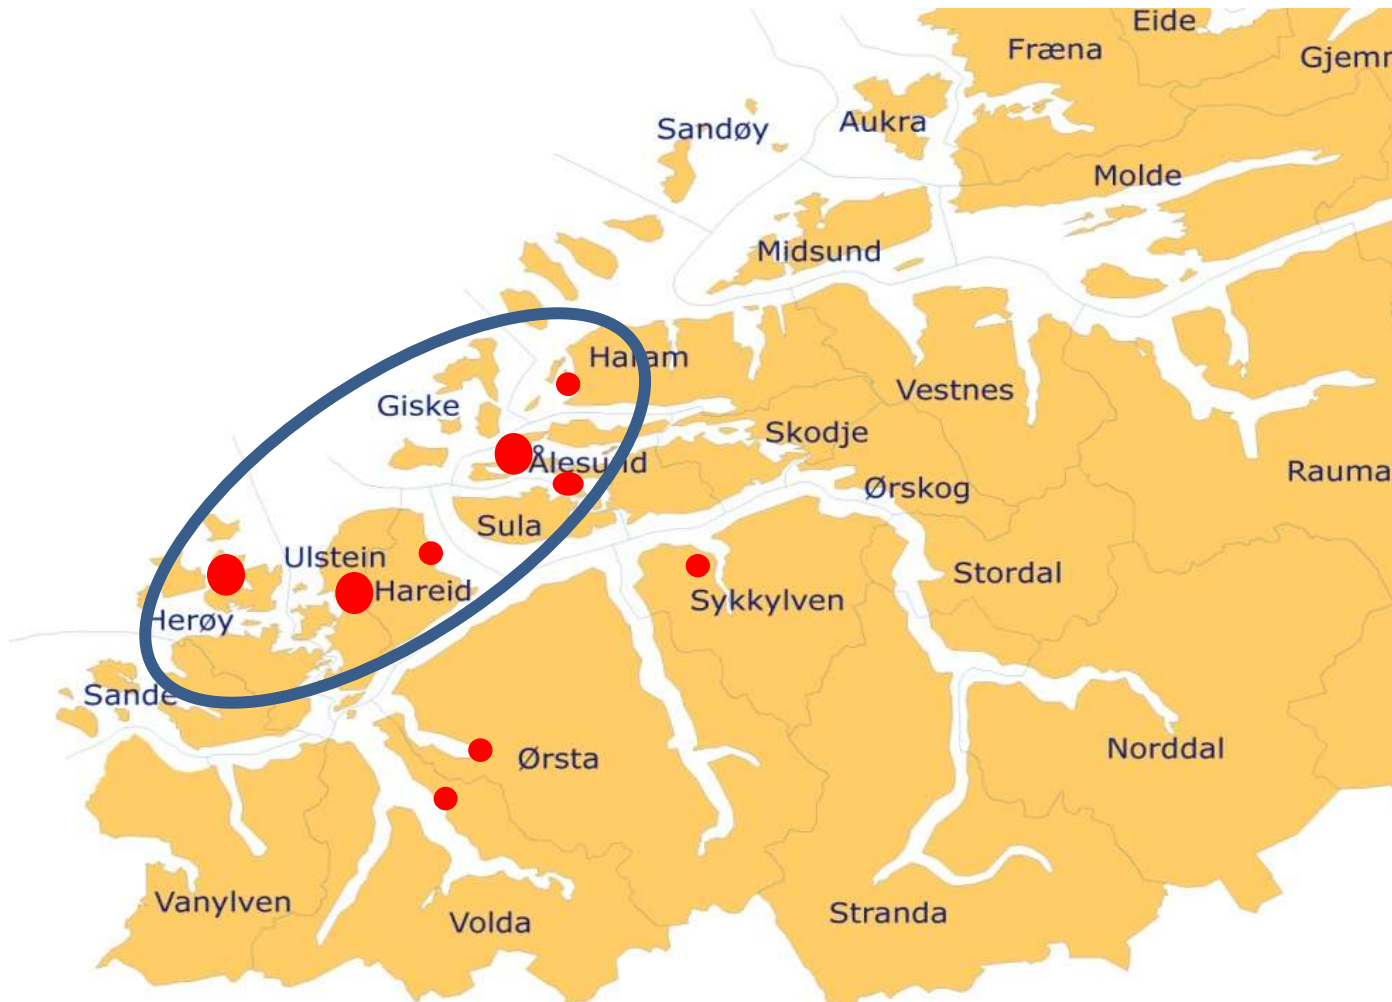 Eide
Fræna
Gjemn
Sandøy
Aukra
Molde
Midsund
Haram
Vestnes
Giske
Skodje
Ålesund
Rauma
Ørskog
Sula
Ulstein
Hareid
Stordal
Sykkylven
Herøy
Sande
Norddal
Ørsta
Vanylven
Stranda
Volda